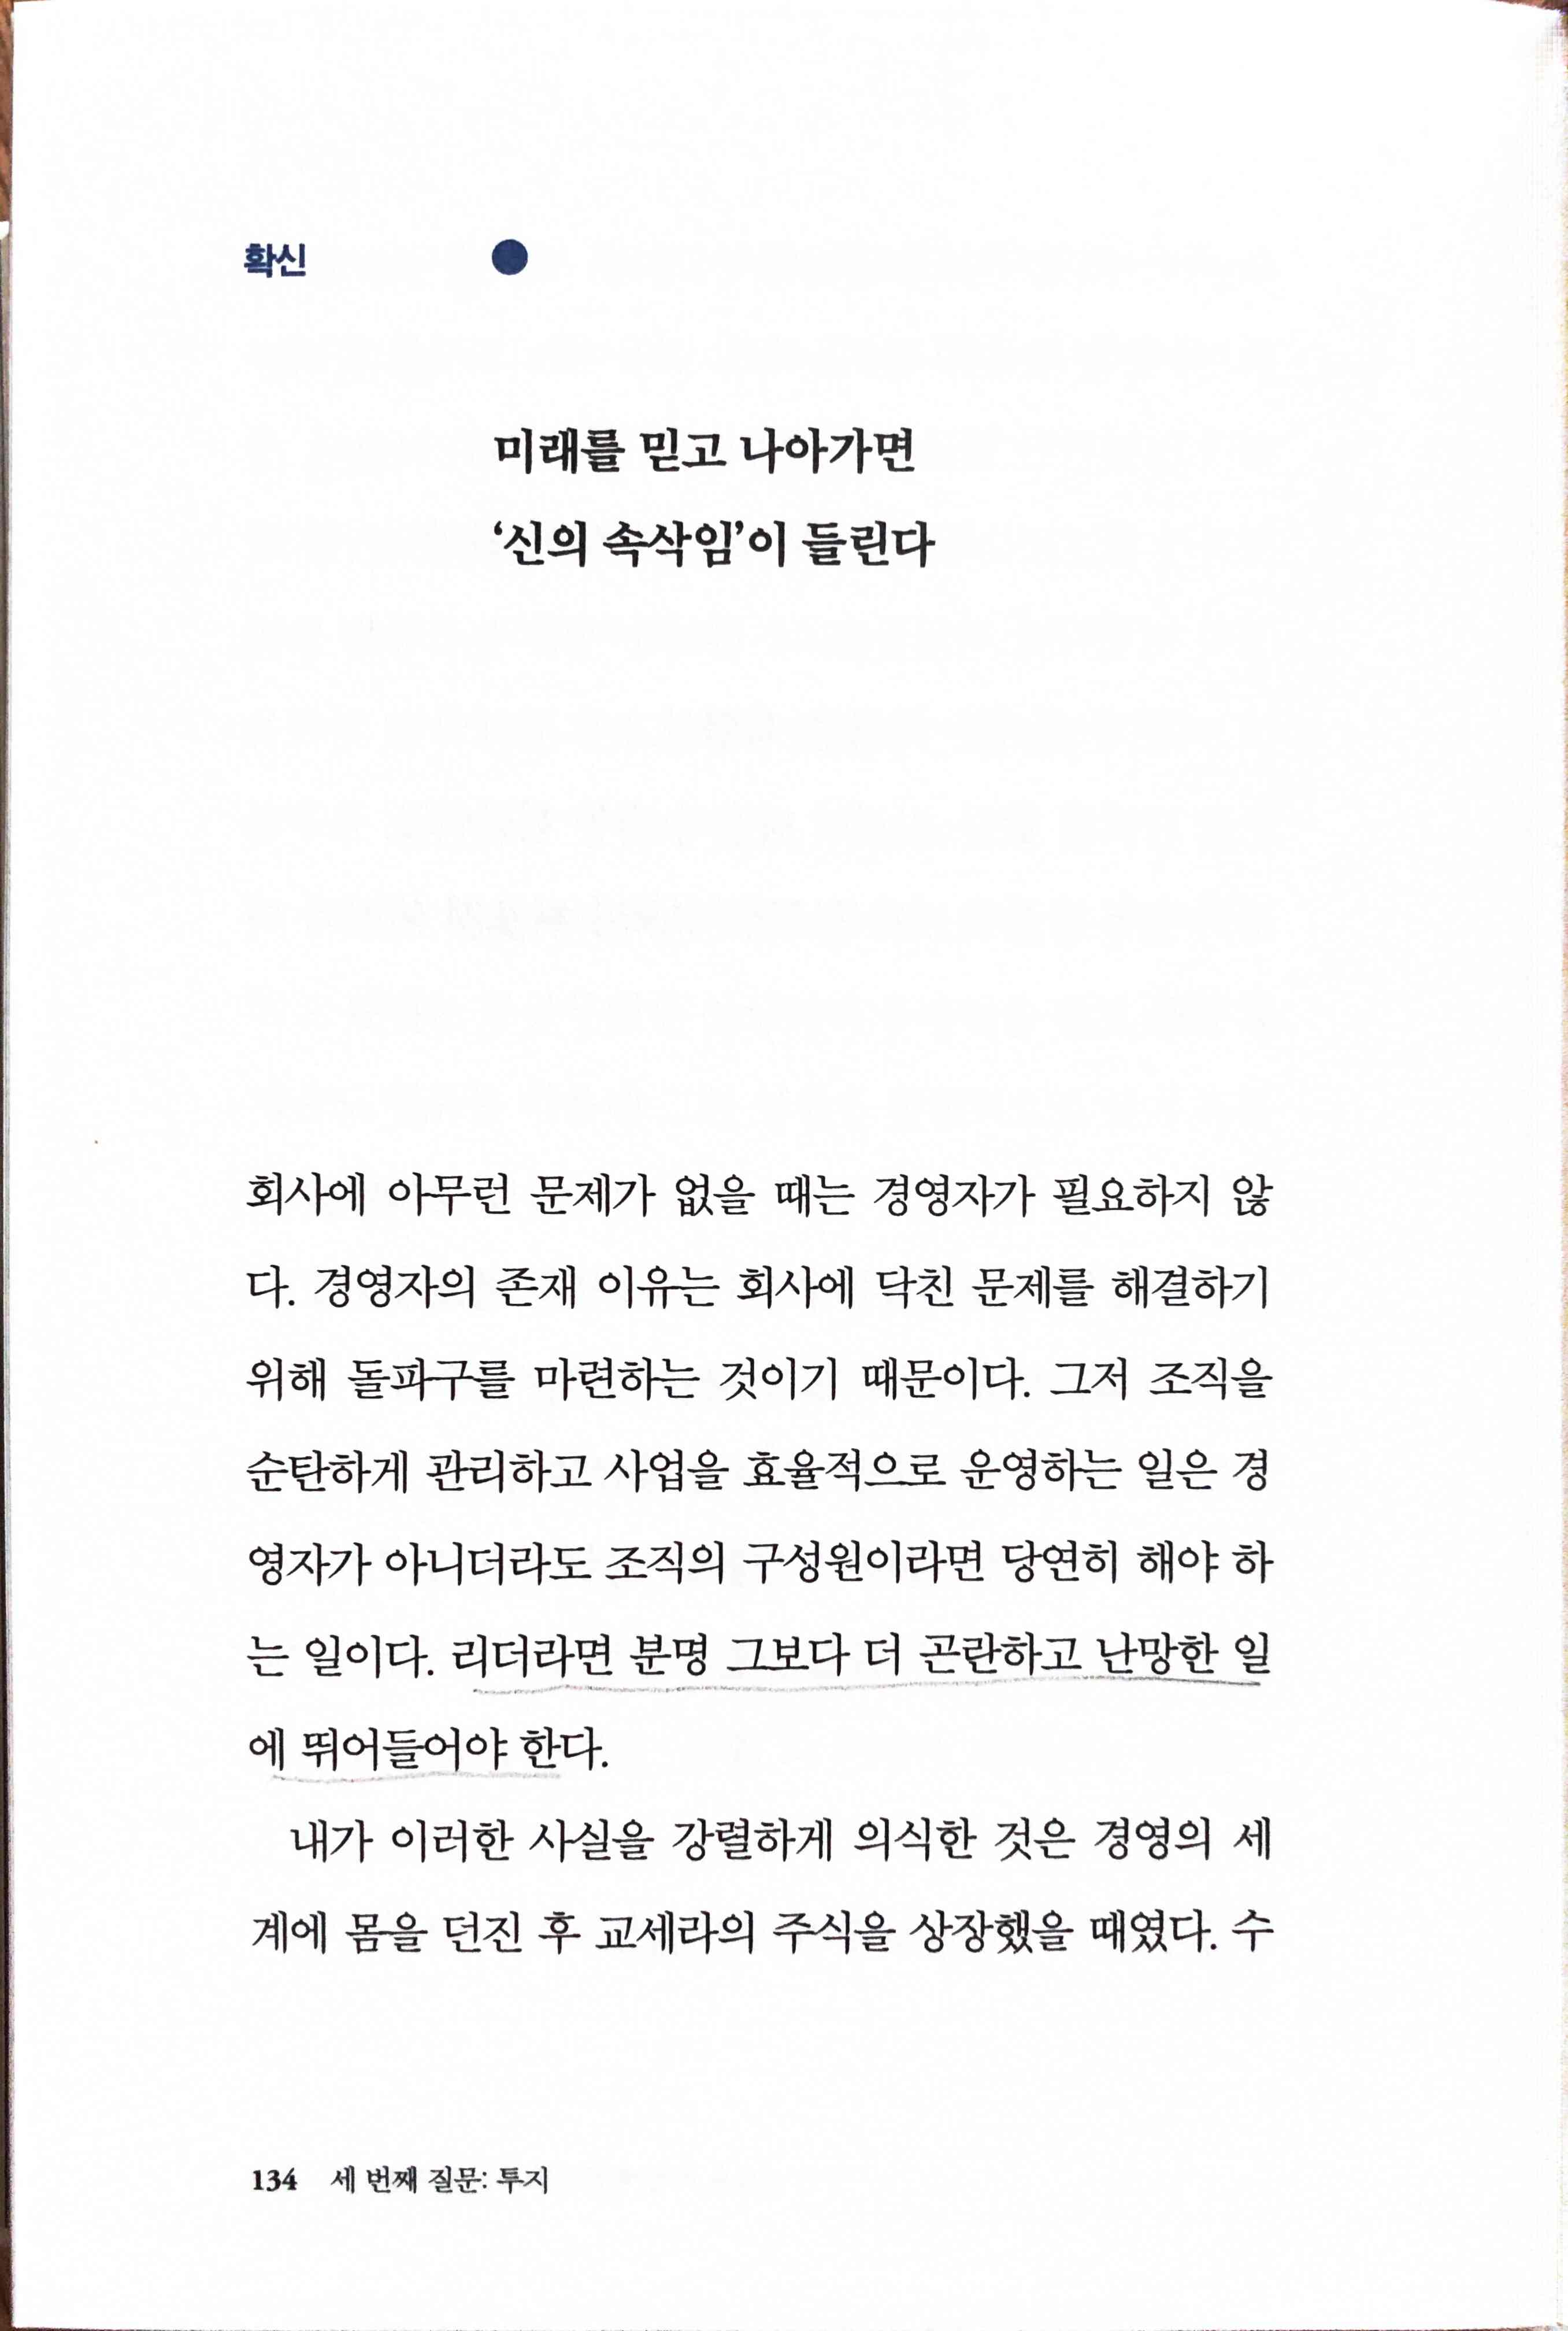 확신
미래를 믿고 나아가면
‘신의 속삭임’이 들린다
회사에 아무런 문제가 없을 때는 경영자가 필요하지 않
다. 경영자의 존재 이유는 회사에 닥친 문제를 해결하기
위해 돌파구를 마련하는 것이기 때문이다. 그저 조직을
순탄하게 관리하고 사업을 효율적으로 운영하는 일은 경
영자가 아니더라도 조직의 구성원이라면 당연히 해야 하
는 일이다. 리더라면 분명 그보다 더 곤란하고 난망한 일
에 뛰어들어야 한다.
내가 이러한 사실을 강렬하게 의식한 것은 경영의 세
계에 몸을 던진 후 교세라의 주식을 상장했을 때였다. 수
134 세 번째 질문: 투지